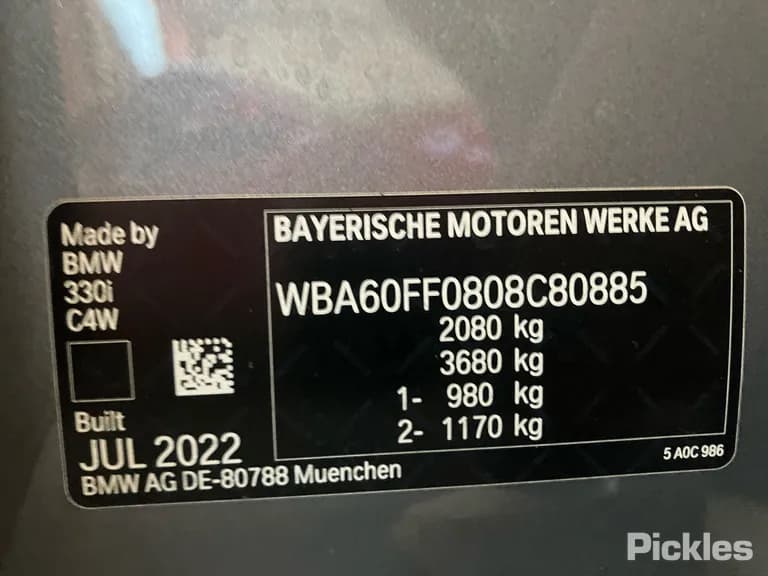 Made by
BMW
330i
C4W
Built
JUL 2022
BMW AG DE-80788 Muenchen
BAYERISCHE MOTOREN WERKE AG
WBA60FF0808C80885
2080 kg
3680 kg
1- 980 kg
2- 1170 kg
5 A0C 986
Pickles